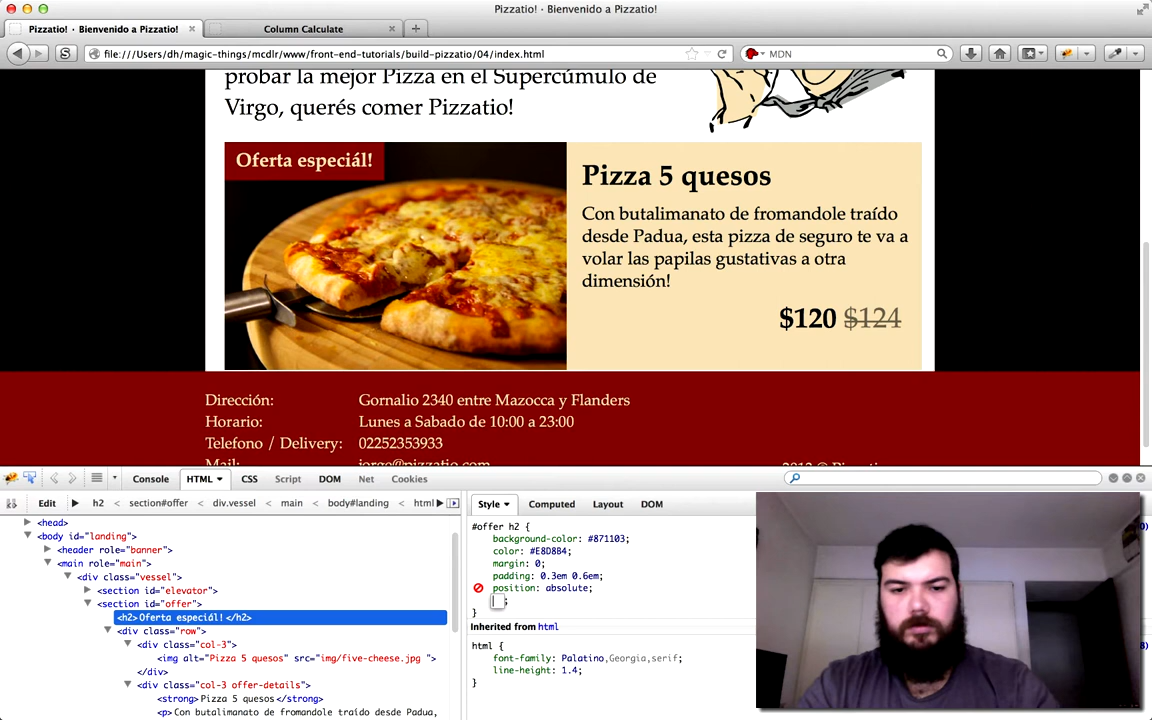 Pizzatio! · Bienvenido a Pizzatio!
Pizzatio! · Bienvenido a Pizzatio!
Column Calculate
file:///Users/dh/magic-things/mcdlr/www/front-end-tutorials/build-pizzatio/04/index.html
MDN
probar la mejor Pizza en el Supercúmulo de
Virgo, querés comer Pizzatio!
Oferta especiál!
Pizza 5 quesos
Con butalimanato de fromandole traído
desde Padua, esta pizza de seguro te va a
volar las papilas gustativas a otra
dimensión!
$120 $124
Dirección: Gornalio 2340 entre Mazocca y Flanders
Horario: Lunes a Sabado de 10:00 a 23:00
Telefono / Delivery: 02252353933
Mail: jorge@pizzatio.com
Console HTML CSS Script DOM Net Cookies
Edit h2 < section#offer < div.vessel < main < body#landing < html
Style Computed Layout DOM
<head>
<body id="landing">
<header role="banner">
<main role="main">
<div class="vessel">
<section id="elevator">
<section id="offer">
<h2>Oferta especiál!</h2>
<div class="row">
<div class="col-3">
<img alt="Pizza 5 quesos" src="img/five-cheese.jpg ">
</div>
<div class="col-3 offer-details">
<strong>Pizza 5 quesos</strong>
<p>Con butalimanato de fromandole traído desde Padua,
#offer h2 {
background-color: #871103;
color: #E8D8B4;
margin: 0;
padding: 0.3em 0.6em;
position: absolute;
;
}
Inherited from html
html {
font-family: Palatino,Georgia,serif;
line-height: 1.4;
}